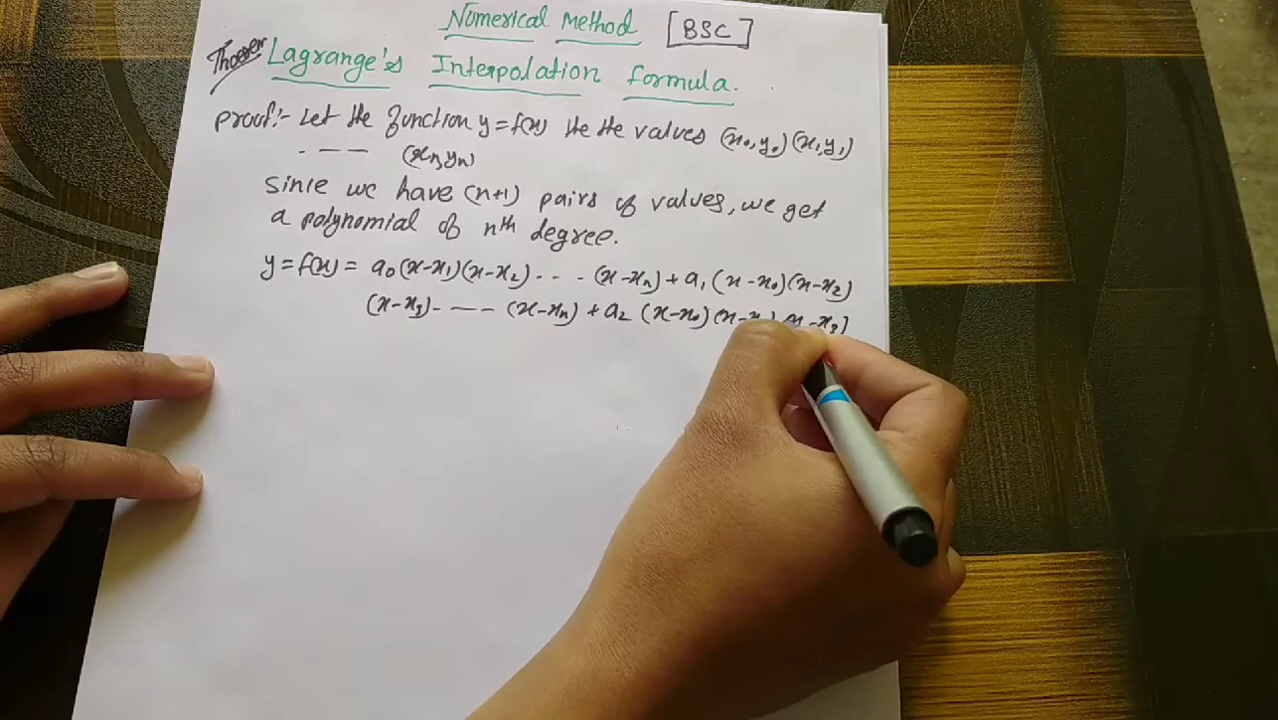 Numerical Method [BSC]
Lagrange's Interpolation formula.
Proof:- Let the function y=f(x) the the values (x₀,y₀)(x₁,y₁)
---- (xₙ,yₙ)
since we have (n+1) pairs of values, we get
a polynomial of nth degree.
y=f(x) = a₀(x-x₁)(x-x₂)--- (x-xₙ)+a₁(x-x₀)(x-x₂)
(x-x₃)----- (x-xₙ) + a₂ (x-x₀)